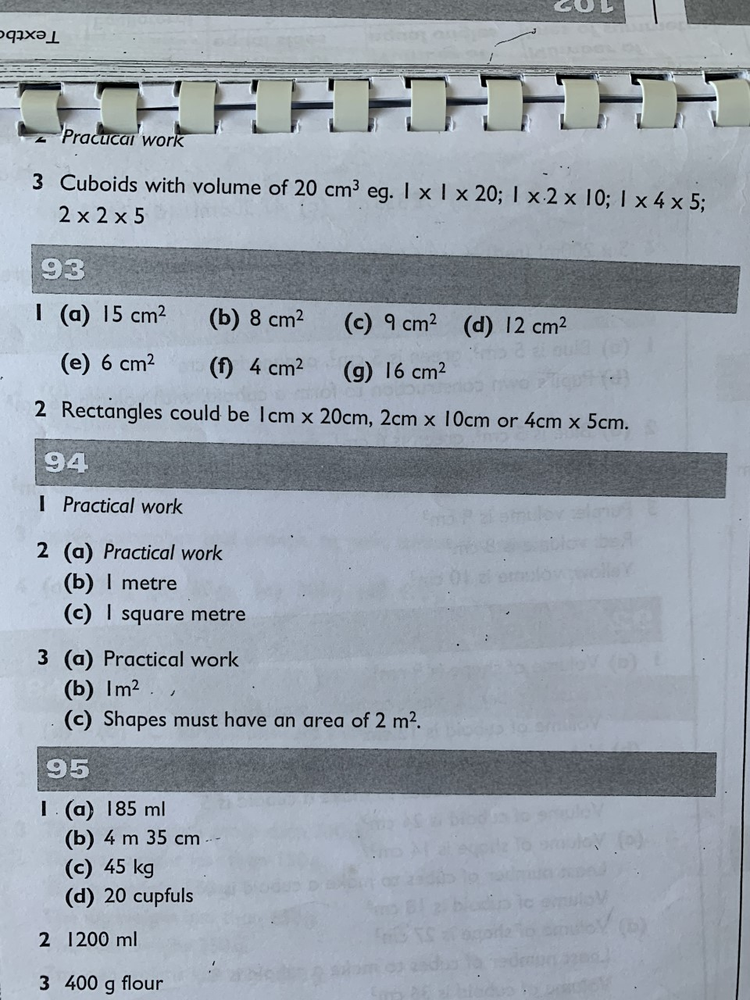 102
Textbo
2 Practical work
3 Cuboids with volume of 20 cm³ eg. 1 x 1 x 20; 1 x 2 x 10; 1 x 4 x 5;
2 x 2 x 5
93
1 (a) 15 cm² (b) 8 cm² (c) 9 cm² (d) 12 cm²
(e) 6 cm² (f) 4 cm² (g) 16 cm²
2 Rectangles could be 1cm x 20cm, 2cm x 10cm or 4cm x 5cm.
94
1 Practical work
2 (a) Practical work
(b) 1 metre
(c) 1 square metre
3 (a) Practical work
(b) 1m²
(c) Shapes must have an area of 2 m².
95
1 (a) 185 ml
(b) 4 m 35 cm
(c) 45 kg
(d) 20 cupfuls
2 1200 ml
3 400 g flour